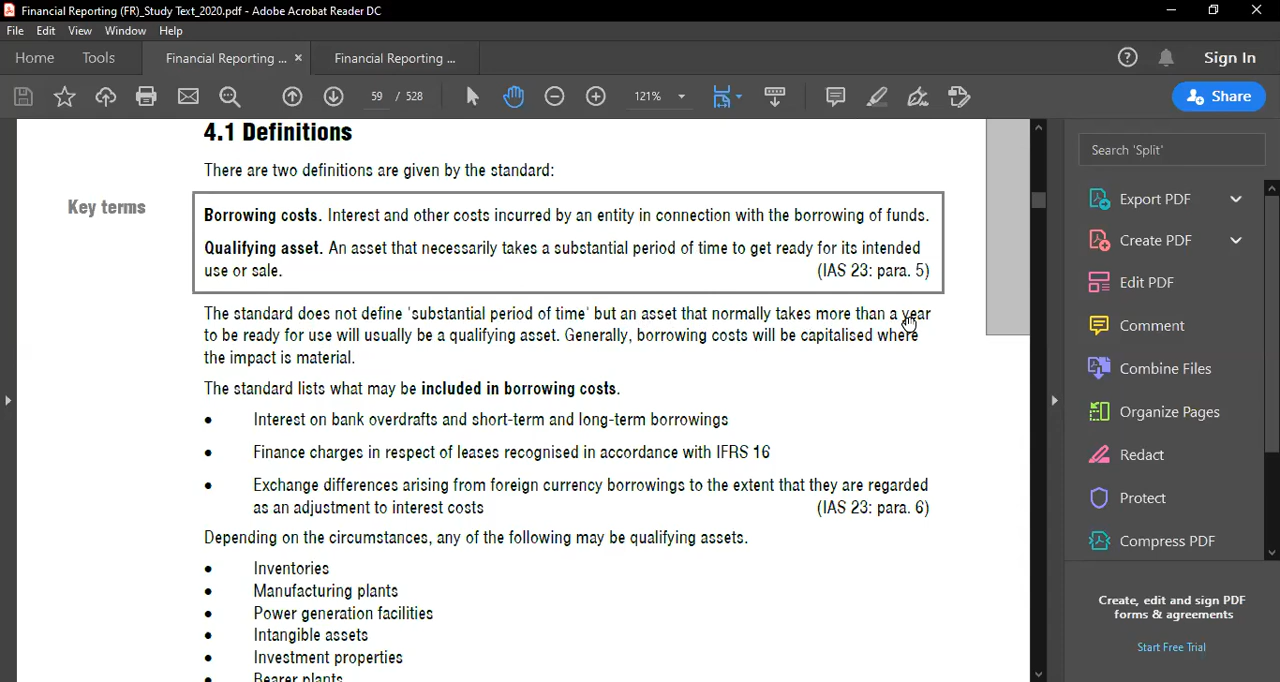 Financial Reporting (FR)_Study Text_2020.pdf - Adobe Acrobat Reader DC
File Edit View Window Help
Home Tools Financial Reporting ... × Financial Reporting ... Sign In
59 / 528 121% Share
4.1 Definitions
There are two definitions are given by the standard:
Key terms
Borrowing costs. Interest and other costs incurred by an entity in connection with the borrowing of funds.
Qualifying asset. An asset that necessarily takes a substantial period of time to get ready for its intended
use or sale. (IAS 23: para. 5)
The standard does not define 'substantial period of time' but an asset that normally takes more than a year
to be ready for use will usually be a qualifying asset. Generally, borrowing costs will be capitalised where
the impact is material.
The standard lists what may be included in borrowing costs.
• Interest on bank overdrafts and short-term and long-term borrowings
• Finance charges in respect of leases recognised in accordance with IFRS 16
• Exchange differences arising from foreign currency borrowings to the extent that they are regarded
as an adjustment to interest costs (IAS 23: para. 6)
Depending on the circumstances, any of the following may be qualifying assets.
• Inventories
• Manufacturing plants
• Power generation facilities
• Intangible assets
• Investment properties
• Bearer plants
Search 'Split'
Export PDF
Create PDF
Edit PDF
Comment
Combine Files
Organize Pages
Redact
Protect
Compress PDF
Create, edit and sign PDF
forms & agreements
Start Free Trial